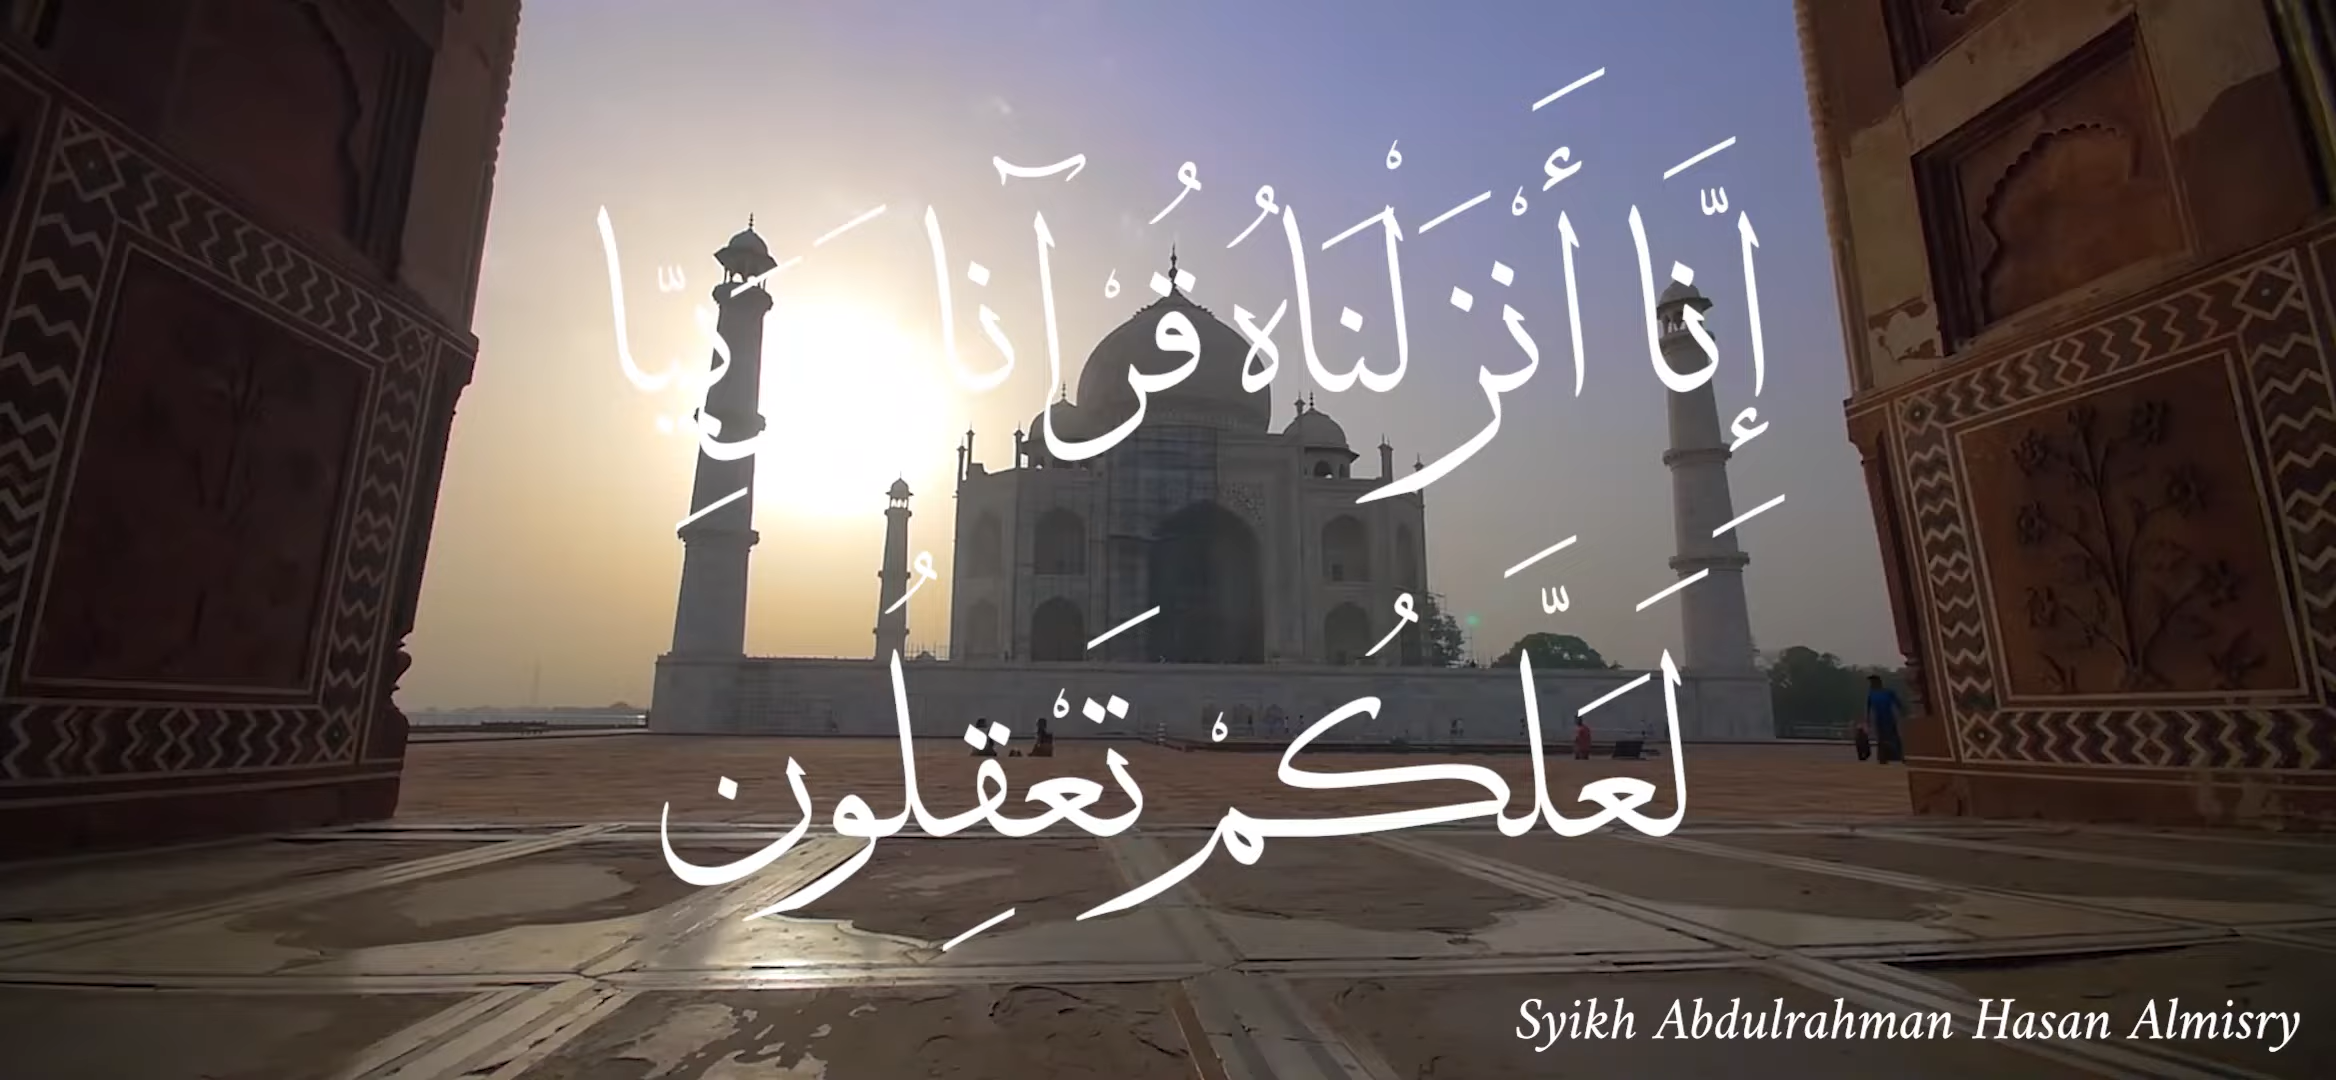 إِنَّا أَنْزَلْنَاهُ قُرْآنَا عَرَبِيّا
لَعَلَّكُمْ تَعْقِلُون
Syikh Abdulrahman Hasan Almisry